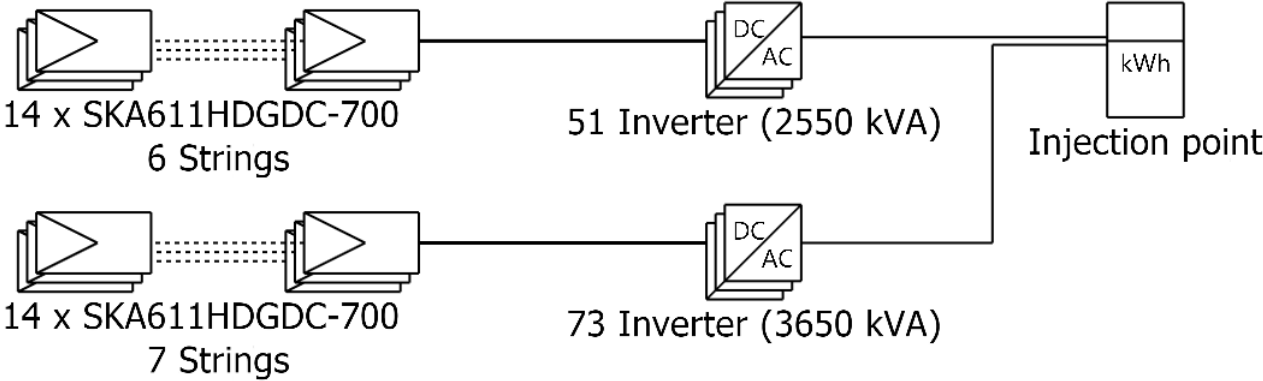 DC
AC
kWh
14 x SKA611HDGDC-700
6 Strings
51 Inverter (2550 kVA)
Injection point
DC
AC
14 x SKA611HDGDC-700
7 Strings
73 Inverter (3650 kVA)